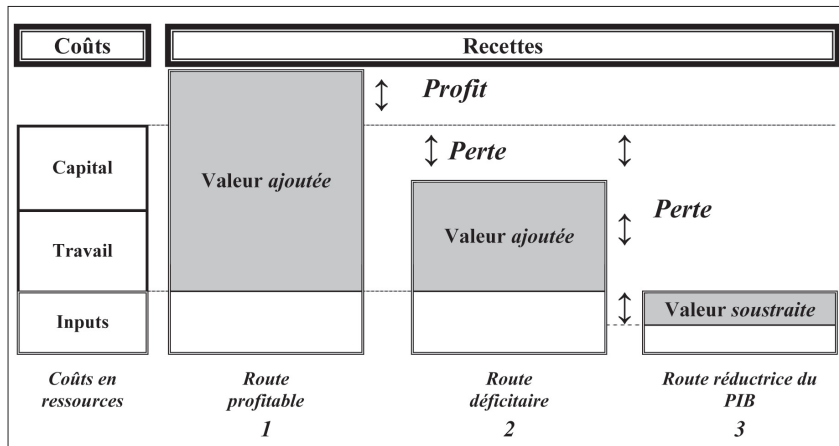 Coûts
Recettes
Profit
Capital
Perte
Valeur ajoutée
Perte
Travail
Valeur ajoutée
Inputs
Valeur soustraite
Coûts en
ressources
Route
profitable
1
Route
déficitaire
2
Route réductrice du
PIB
3